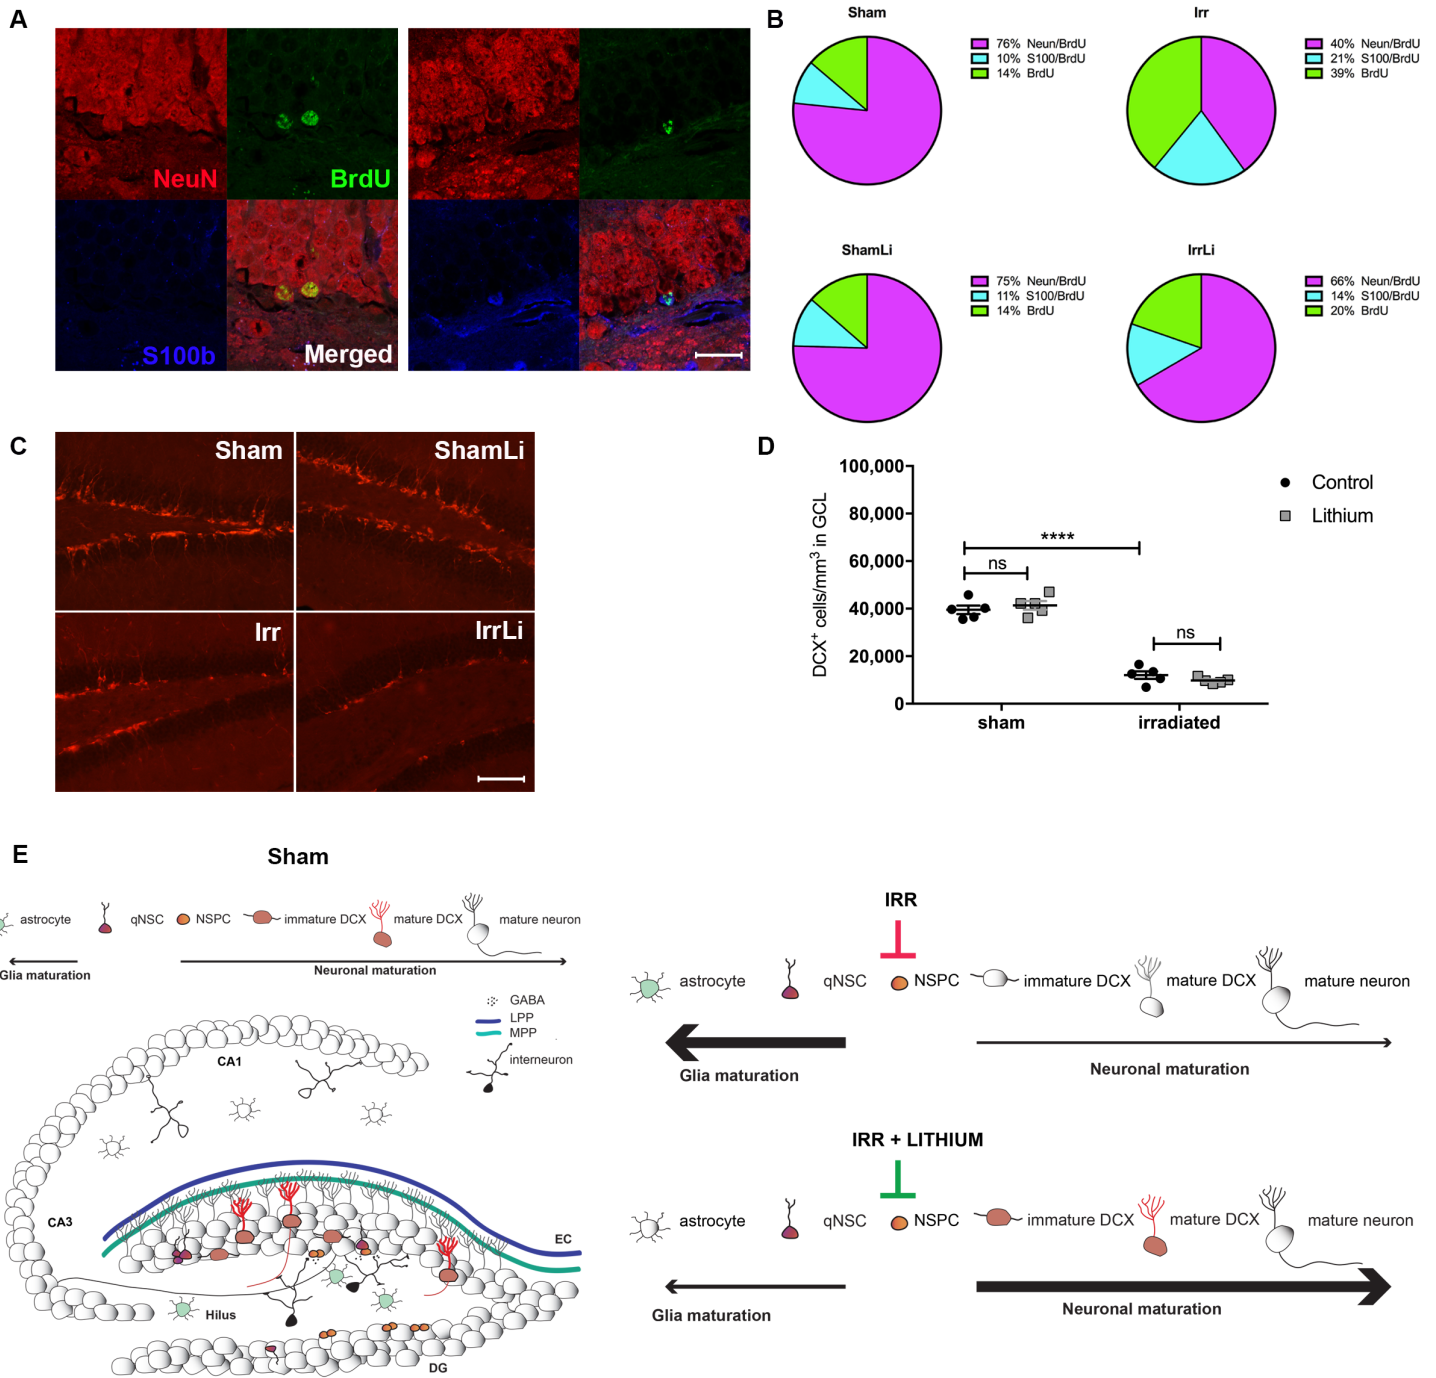 A
NeuN
BrdU
S100b
Merged
B
Sham
76% Neun/BrdU
10% S100/BrdU
14% BrdU
Irr
40% Neun/BrdU
21% S100/BrdU
39% BrdU
ShamLi
75% Neun/BrdU
11% S100/BrdU
14% BrdU
IrrLi
66% Neun/BrdU
14% S100/BrdU
20% BrdU
C
Sham
ShamLi
Irr
IrrLi
D
DCX⁺ cells/mm³ in GCL
100,000
80,000
60,000
40,000
20,000
0
****
ns
ns
sham
irradiated
Control
Lithium
E
Sham
astrocyte
qNSC
NSPC
immature DCX
mature DCX
mature neuron
Glia maturation
Neuronal maturation
GABA
LPP
MPP
interneuron
CA1
CA3
EC
Hilus
DG
IRR
astrocyte
qNSC
NSPC
immature DCX
mature DCX
mature neuron
Glia maturation
Neuronal maturation
IRR + LITHIUM
astrocyte
qNSC
NSPC
immature DCX
mature DCX
mature neuron
Glia maturation
Neuronal maturation